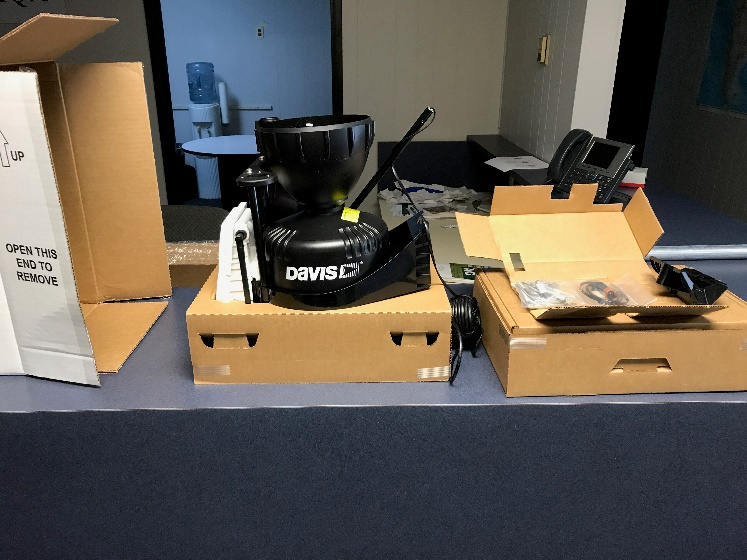 UP
OPEN THIS
END TO
REMOVE
DAVIS